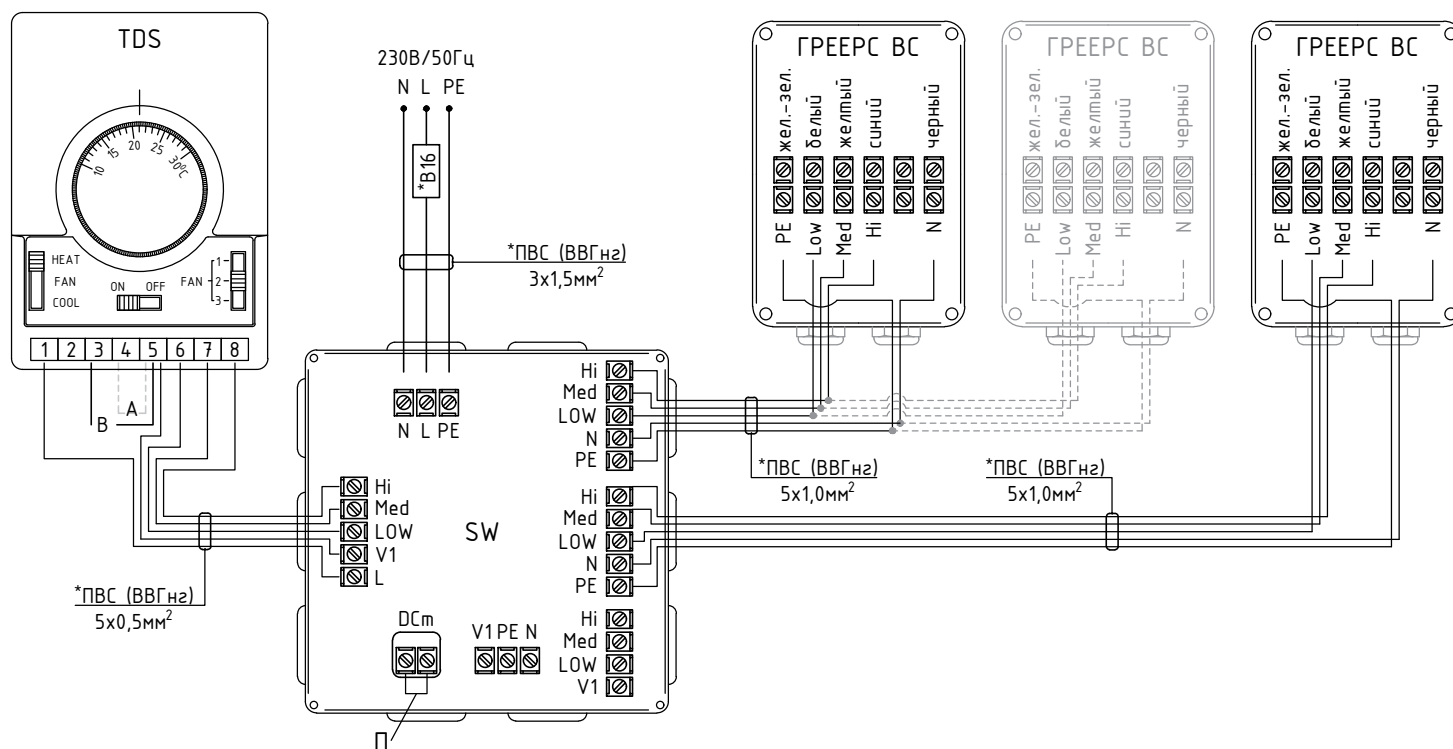 TDS
10
15
20
25
30°C
HEAT
FAN
COOL
ON OFF
FAN
1
2
3
1 2 3 4 5 6 7 8
A
B
230В/50Гц
N L PE
*В16
*ПВС (ВВГнг)
3х1,5мм²
N L PE
Hi
Med
LOW
V1
L
SW
*ПВС (ВВГнг)
5х0,5мм²
DCm
П
V1 PE N
Hi
Med
LOW
N
PE
Hi
Med
LOW
N
PE
Hi
Med
LOW
V1
*ПВС (ВВГнг)
5х1,0мм²
*ПВС (ВВГнг)
5х1,0мм²
ГРЕЕРС ВС
жел.-зел.
белый
желтый
синий
черный
PE
Low
Med
Hi
N
ГРЕЕРС ВС
жел.-зел.
белый
желтый
синий
черный
PE
Low
Med
Hi
N
ГРЕЕРС ВС
жел.-зел.
белый
желтый
синий
черный
PE
Low
Med
Hi
N